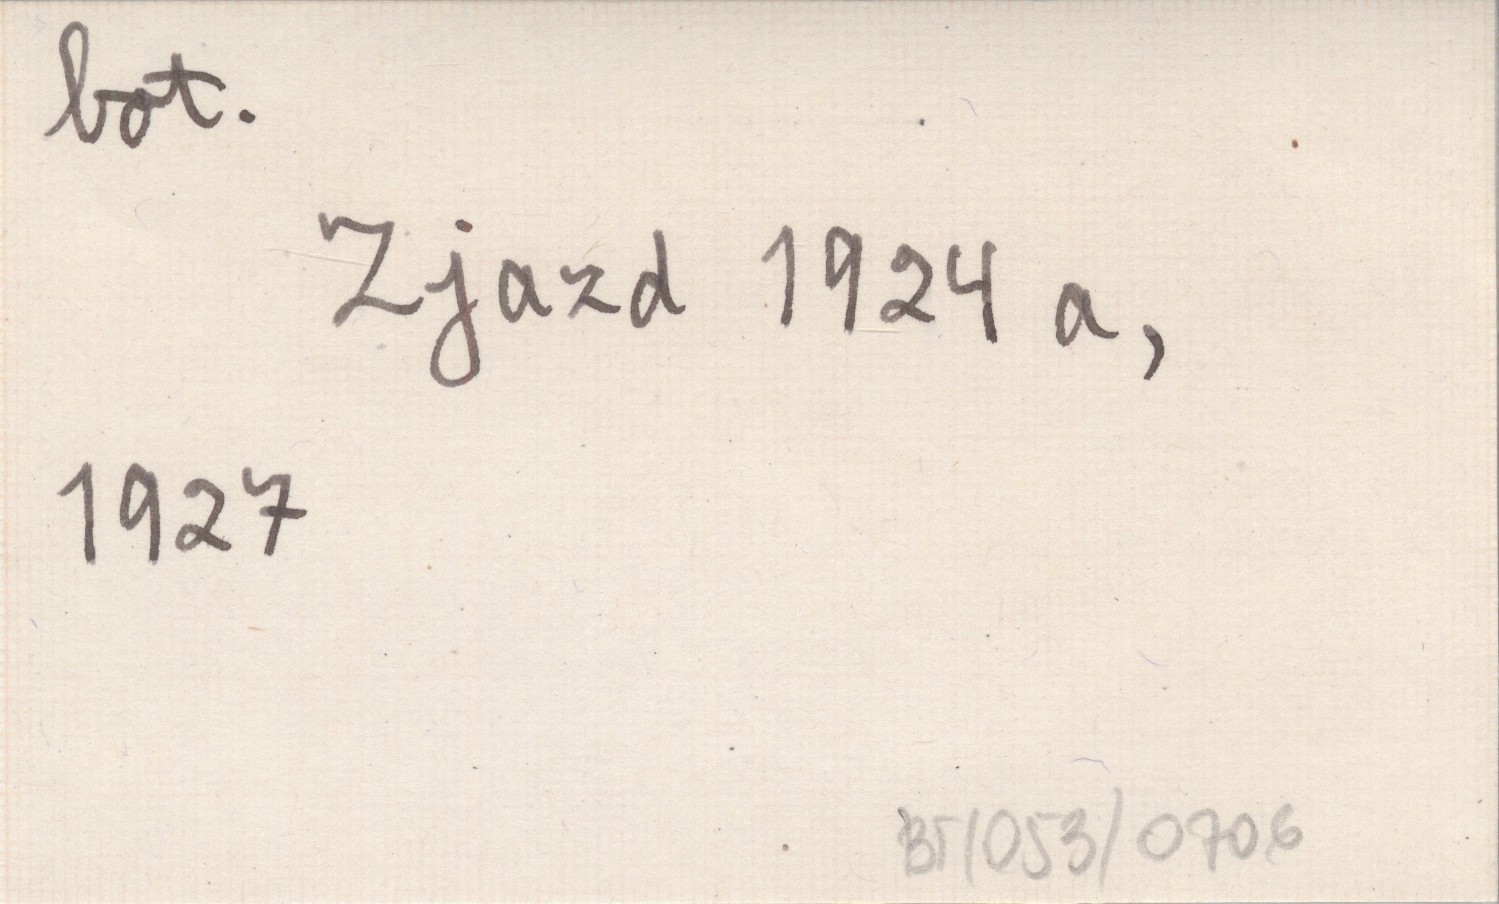 bot.
Zjazd 1924 a,
1927
BT/053/0706